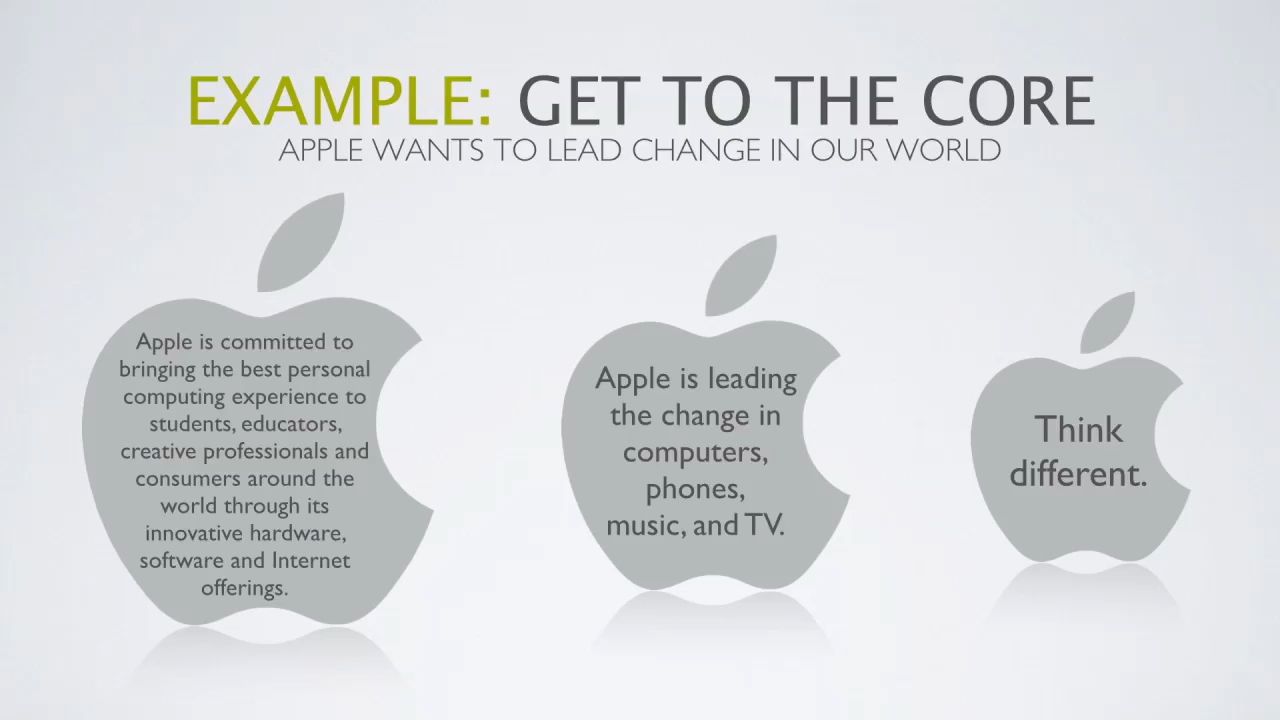 EXAMPLE: GET TO THE CORE
APPLE WANTS TO LEAD CHANGE IN OUR WORLD
Apple is committed to
bringing the best personal
computing experience to
students, educators,
creative professionals and
consumers around the
world through its
innovative hardware,
software and Internet
offerings.
Apple is leading
the change in
computers,
phones,
music, and TV.
Think
different.